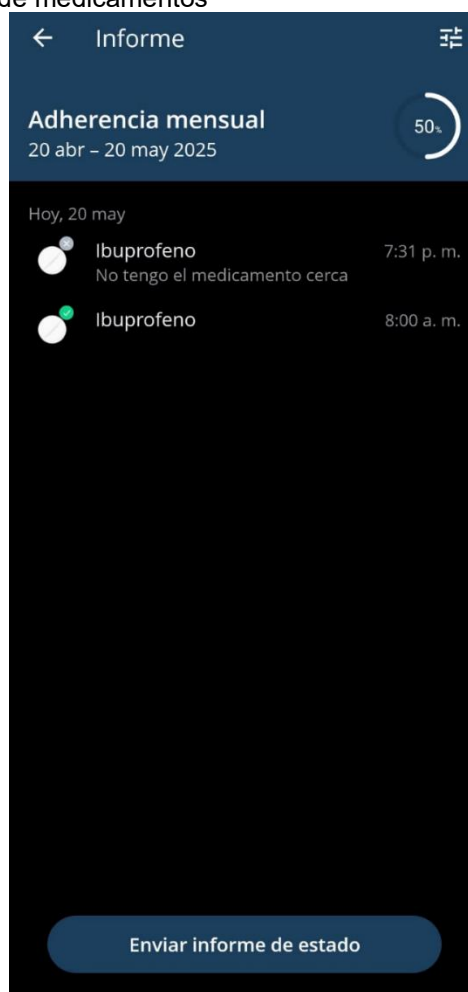 de medicamentos
Informe
Adherencia mensual
20 abr – 20 may 2025
50%
Hoy, 20 may
Ibuprofeno 7:31 p. m.
No tengo el medicamento cerca
Ibuprofeno 8:00 a. m.
Enviar informe de estado